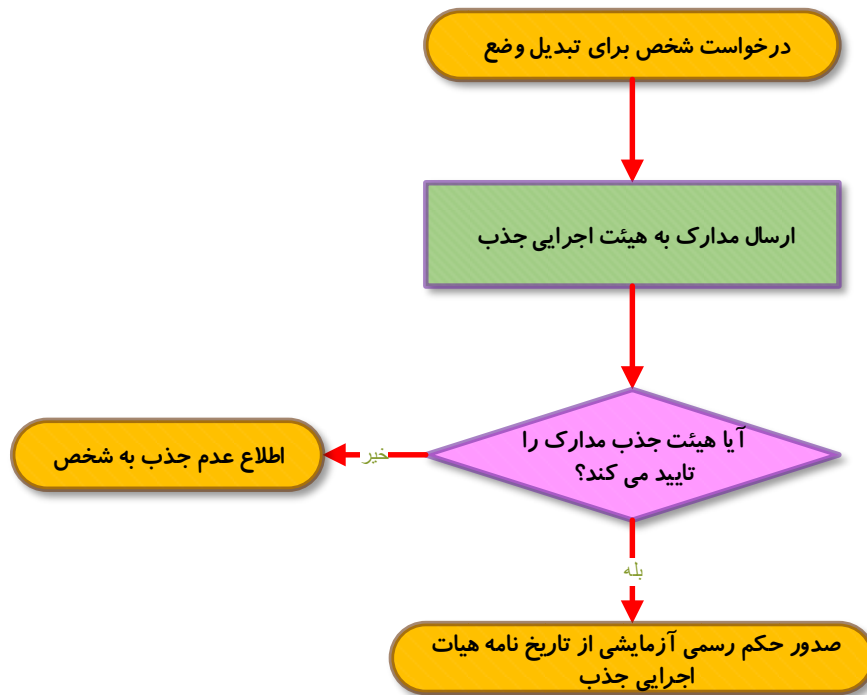 درخواست شخص برای تبدیل وضع
ارسال مدارک به هیئت اجرایی جذب
آیا هیئت جذب مدارک را
تایید می کند؟
خیر
اطلاع عدم جذب به شخص
بله
صدور حکم رسمی آزمایشی از تاریخ نامه هیات
اجرایی جذب